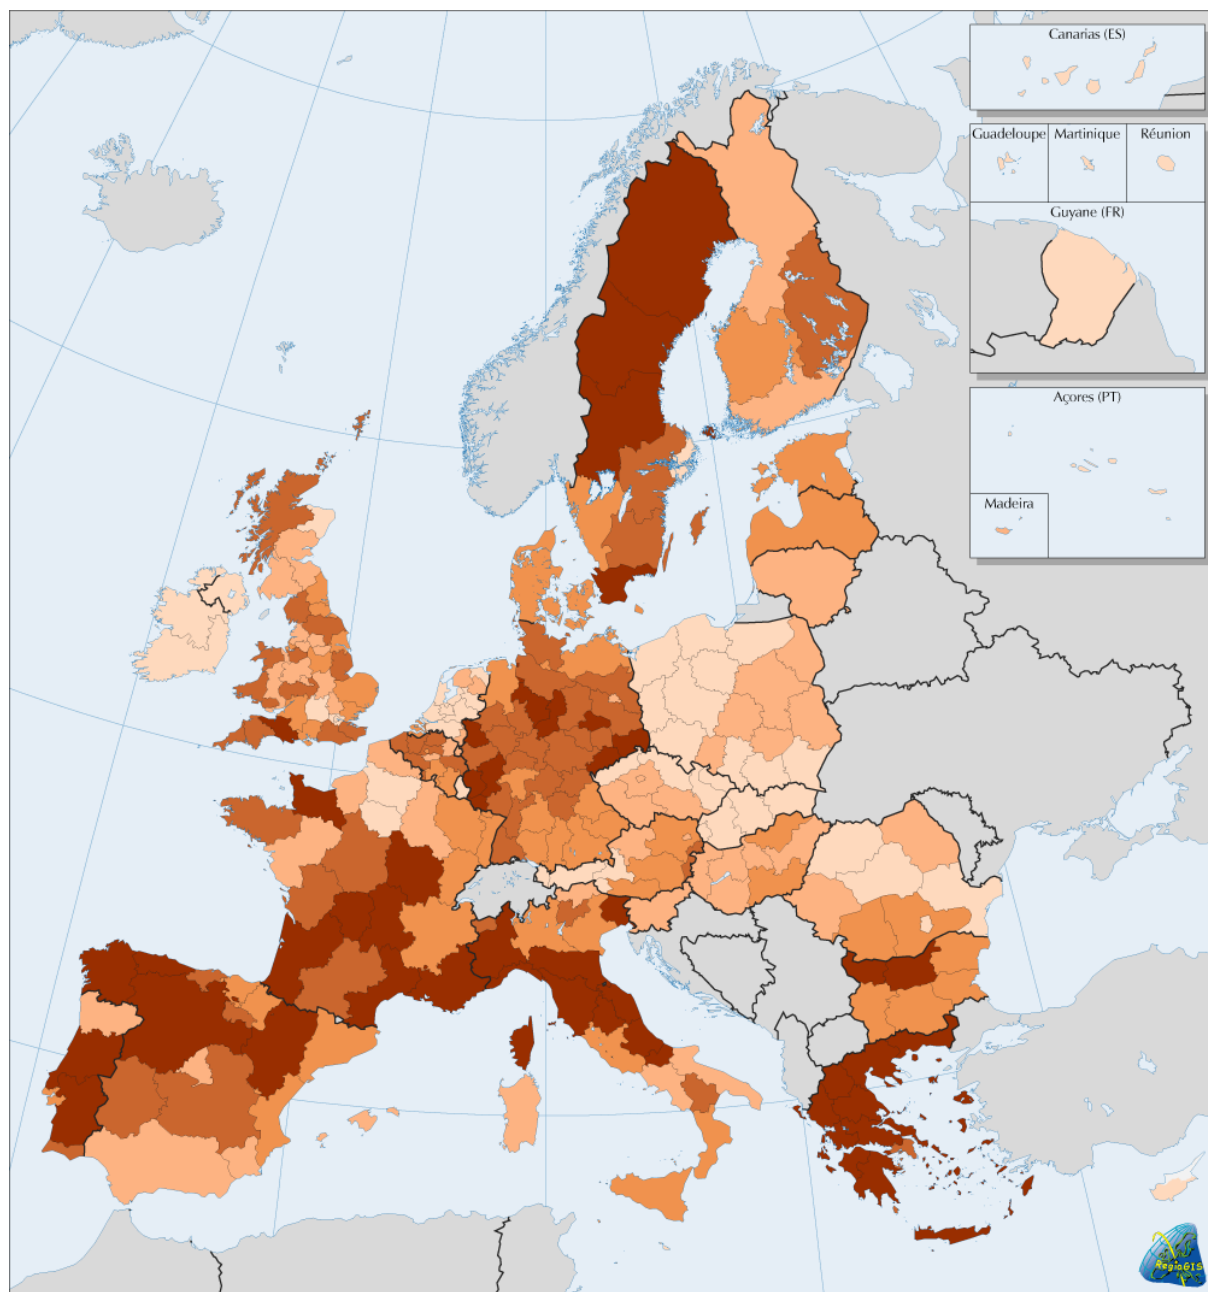 Canarias (ES)
Guadeloupe
Martinique
Réunion
Guyane (FR)
Açores (PT)
Madeira
RegioGIS